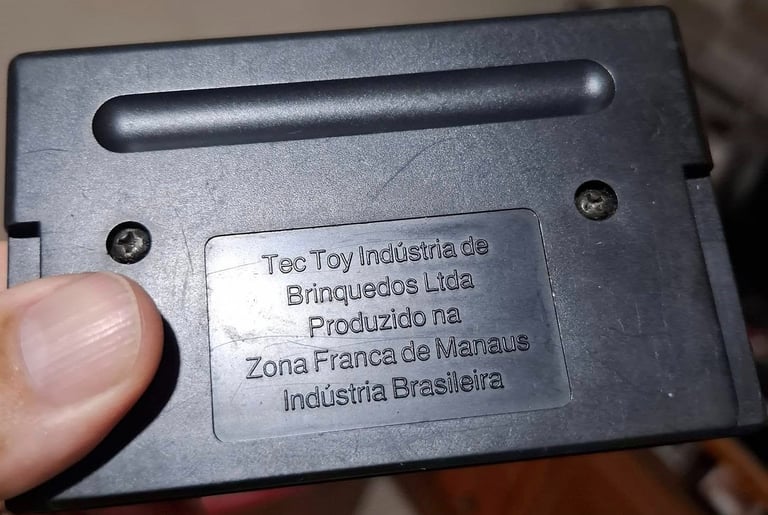 Tec Toy Indústria de
Brinquedos Ltda
Produzido na
Zona Franca de Manaus
Indústria Brasileira